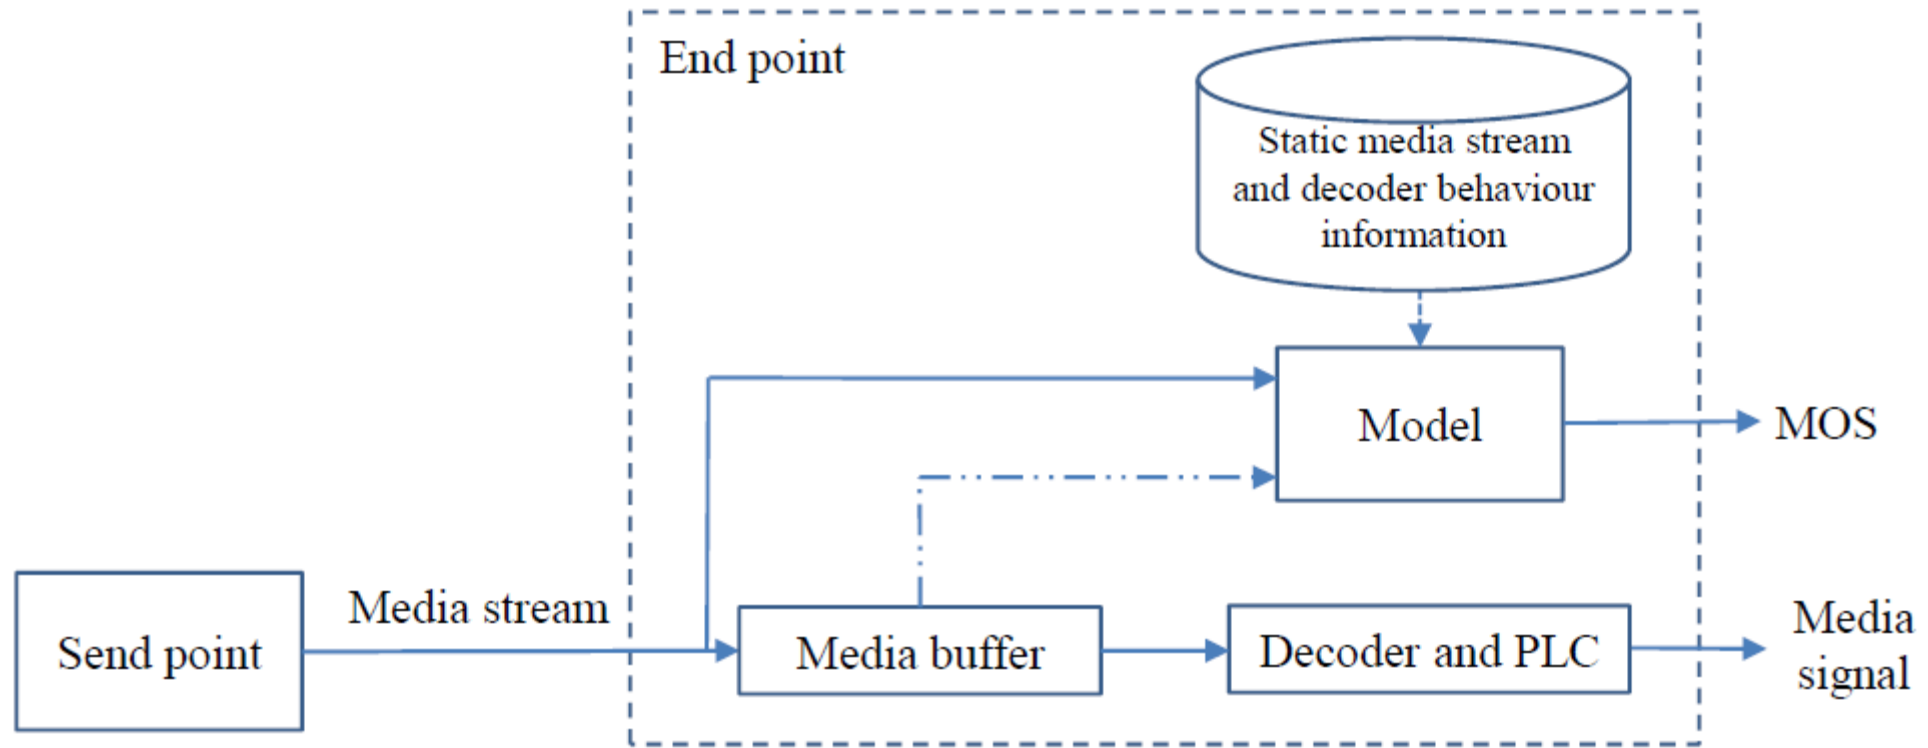 End point
Static media stream
and decoder behaviour
information
Model
MOS
Send point
Media stream
Media buffer
Decoder and PLC
Media
signal